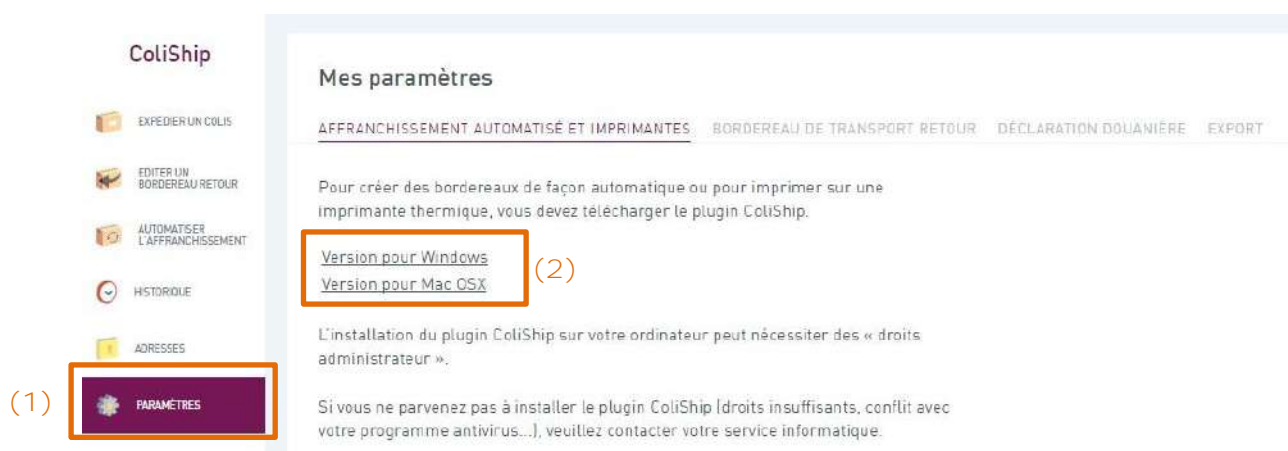 ColiShip
EXPÉDIER UN COLIS
EDITER UN
BORDEREAU RETOUR
AUTOMATISER
L'AFFRANCHISSEMENT
HISTORIQUE
ADRESSES
(1)
PARAMÈTRES
Mes paramètres
AFFRANCHISSEMENT AUTOMATISÉ ET IMPRIMANTES BORDEREAU DE TRANSPORT RETOUR DÉCLARATION DOUANIÈRE EXPORT
Pour créer des bordereaux de façon automatique ou pour imprimer sur une
imprimante thermique, vous devez télécharger le plugin ColiShip.
Version pour Windows
Version pour Mac OSX
(2)
L'installation du plugin ColiShip sur votre ordinateur peut nécessiter des « droits
administrateur ».
Si vous ne parvenez pas à installer le plugin ColiShip (droits insuffisants, conflit avec
votre programme antivirus...), veuillez contacter votre service informatique.